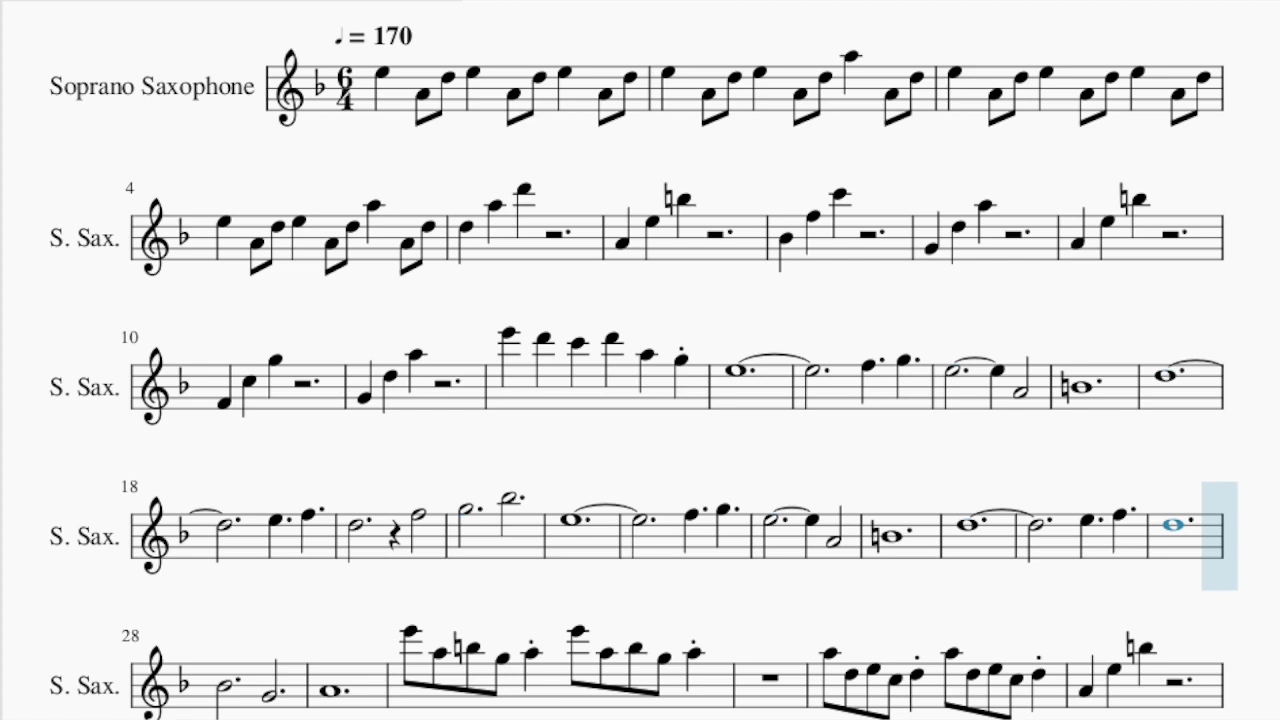 ♩ = 170
Soprano Saxophone
6
4
4
S. Sax.
10
S. Sax.
18
S. Sax.
28
S. Sax.